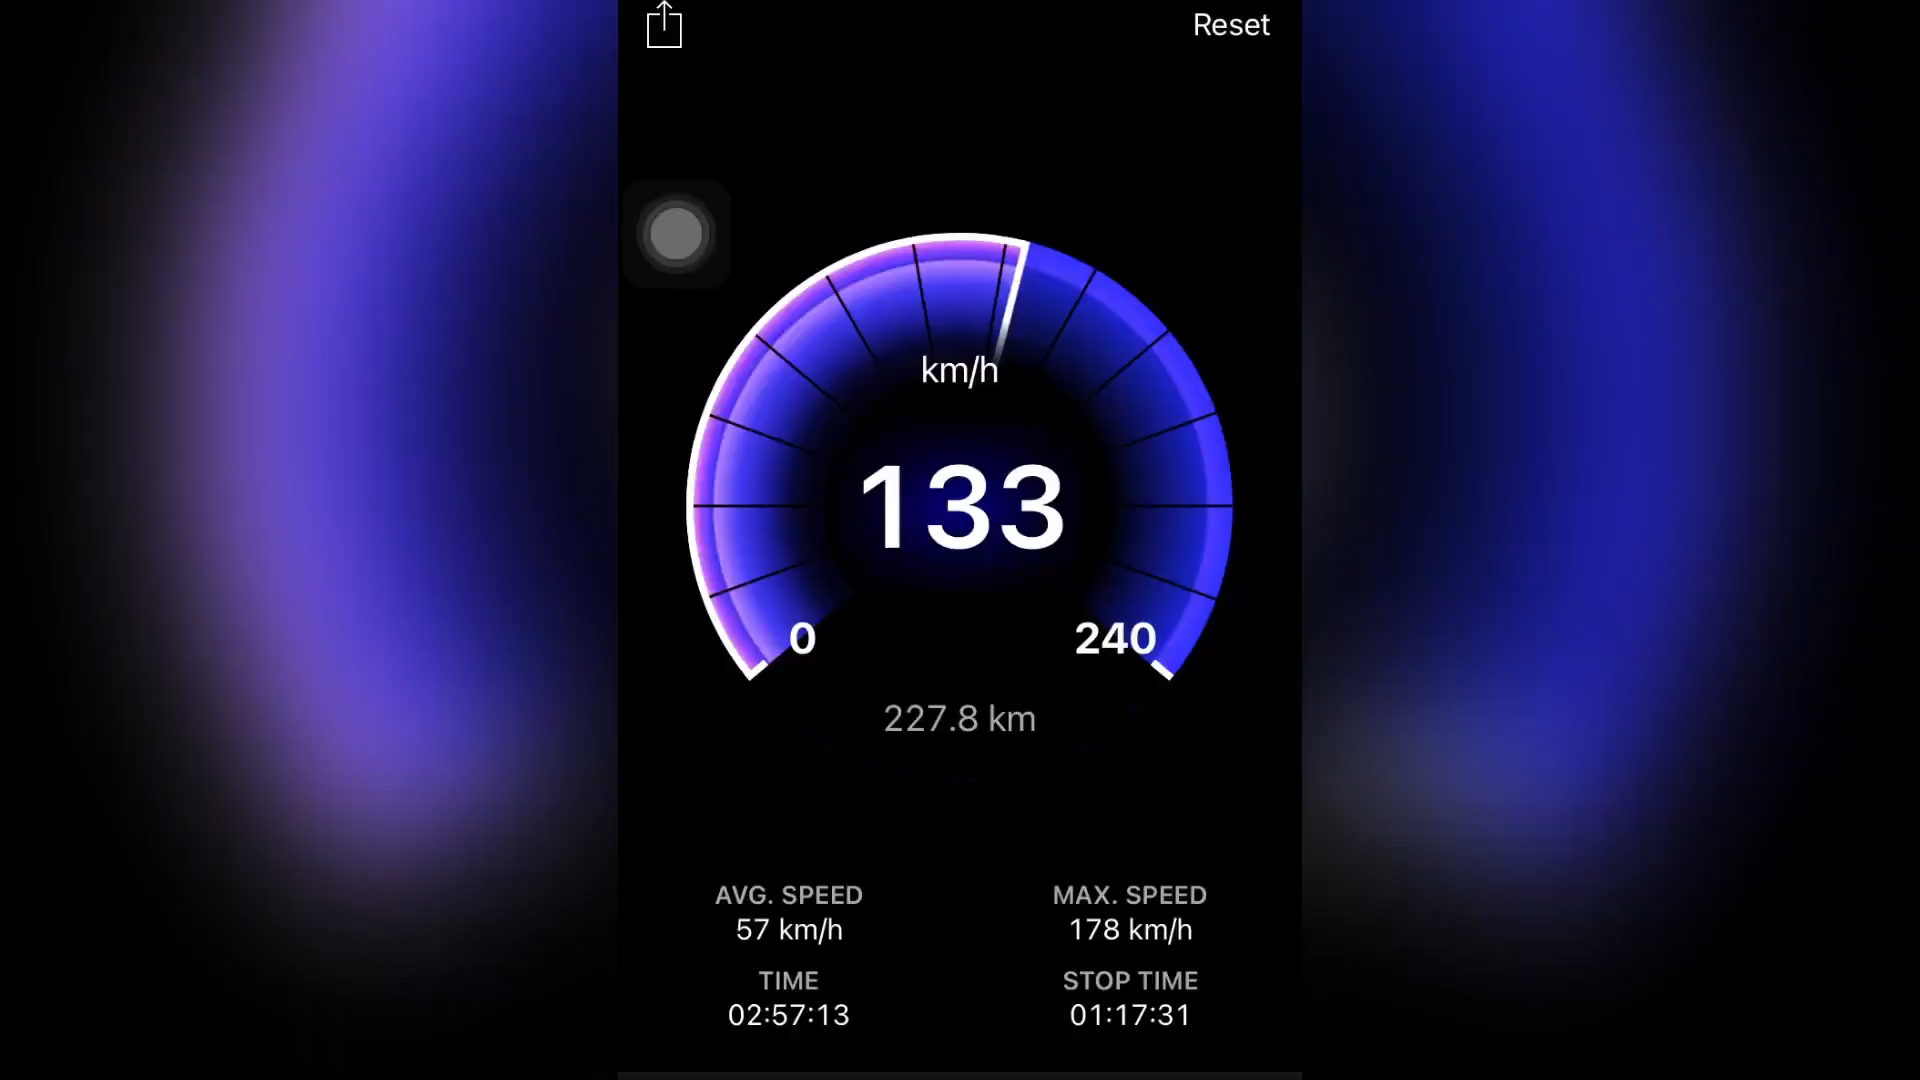 Reset
km/h
133
0
240
227.8 km
AVG. SPEED
57 km/h
MAX. SPEED
178 km/h
TIME
02:57:13
STOP TIME
01:17:31